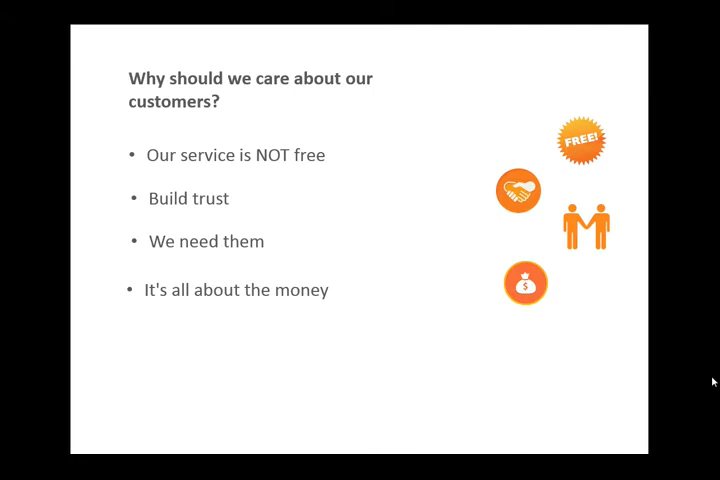 Why should we care about our
customers?
• Our service is NOT free
• Build trust
• We need them
• It's all about the money
FREE!
$